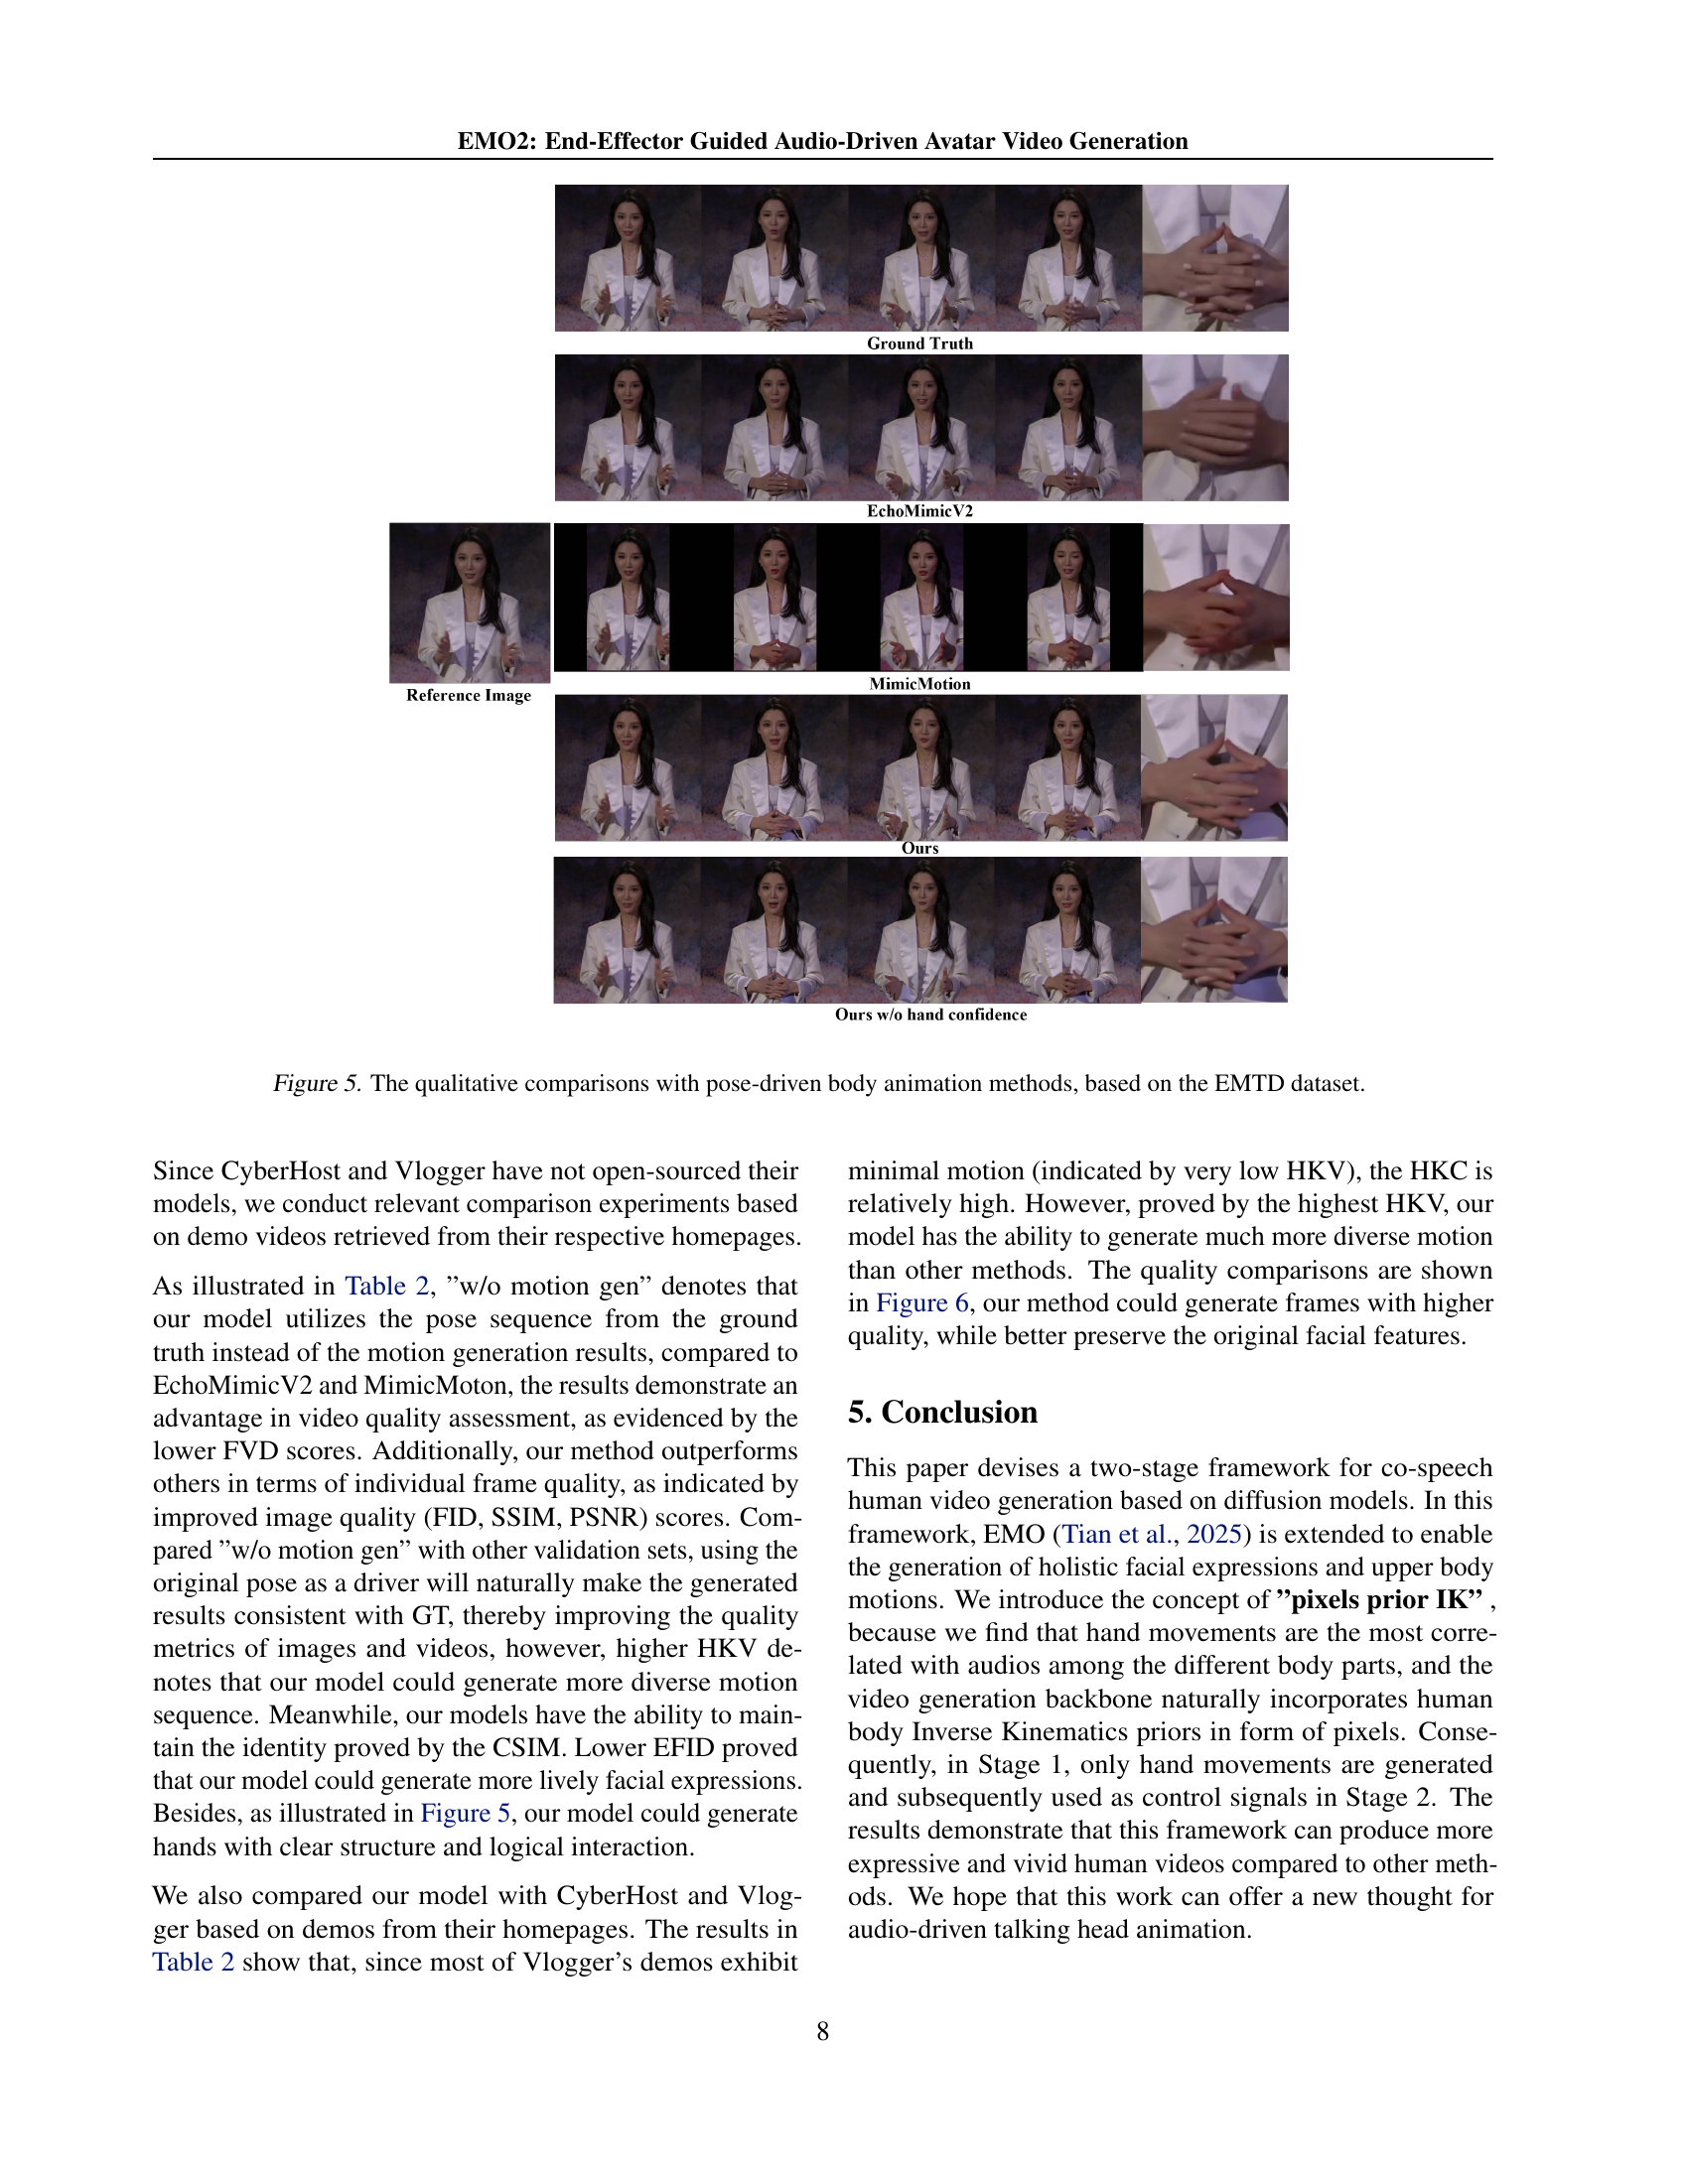 EMO2: End-Effector Guided Audio-Driven Avatar Video Generation
Ground Truth
EchoMimicV2
MimicMotion
Reference Image
Ours
Ours w/o hand confidence
Figure 5. The qualitative comparisons with pose-driven body animation methods, based on the EMTD dataset.
Since CyberHost and Vlogger have not open-sourced their
models, we conduct relevant comparison experiments based
on demo videos retrieved from their respective homepages.
As illustrated in Table 2, ”w/o motion gen” denotes that
our model utilizes the pose sequence from the ground
truth instead of the motion generation results, compared to
EchoMimicV2 and MimicMoton, the results demonstrate an
advantage in video quality assessment, as evidenced by the
lower FVD scores. Additionally, our method outperforms
others in terms of individual frame quality, as indicated by
improved image quality (FID, SSIM, PSNR) scores. Com-
pared ”w/o motion gen” with other validation sets, using the
original pose as a driver will naturally make the generated
results consistent with GT, thereby improving the quality
metrics of images and videos, however, higher HKV de-
notes that our model could generate more diverse motion
sequence. Meanwhile, our models have the ability to main-
tain the identity proved by the CSIM. Lower EFID proved
that our model could generate more lively facial expressions.
Besides, as illustrated in Figure 5, our model could generate
hands with clear structure and logical interaction.
We also compared our model with CyberHost and Vlog-
ger based on demos from their homepages. The results in
Table 2 show that, since most of Vlogger’s demos exhibit
minimal motion (indicated by very low HKV), the HKC is
relatively high. However, proved by the highest HKV, our
model has the ability to generate much more diverse motion
than other methods. The quality comparisons are shown
in Figure 6, our method could generate frames with higher
quality, while better preserve the original facial features.
5. Conclusion
This paper devises a two-stage framework for co-speech
human video generation based on diffusion models. In this
framework, EMO (Tian et al., 2025) is extended to enable
the generation of holistic facial expressions and upper body
motions. We introduce the concept of ”pixels prior IK” ,
because we find that hand movements are the most corre-
lated with audios among the different body parts, and the
video generation backbone naturally incorporates human
body Inverse Kinematics priors in form of pixels. Conse-
quently, in Stage 1, only hand movements are generated
and subsequently used as control signals in Stage 2. The
results demonstrate that this framework can produce more
expressive and vivid human videos compared to other meth-
ods. We hope that this work can offer a new thought for
audio-driven talking head animation.
8